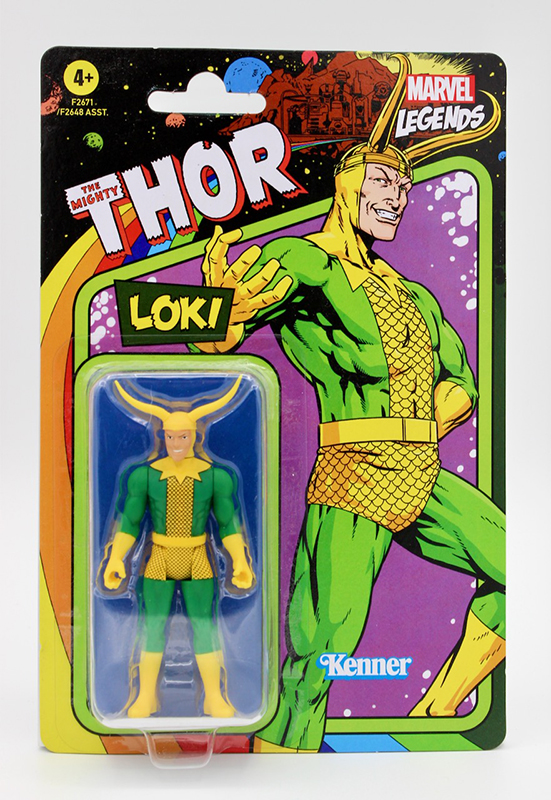 4+
F2671
/F2648 ASST.
MARVEL
LEGENDS
THE
MIGHTY
THOR
LOKI
Kenner